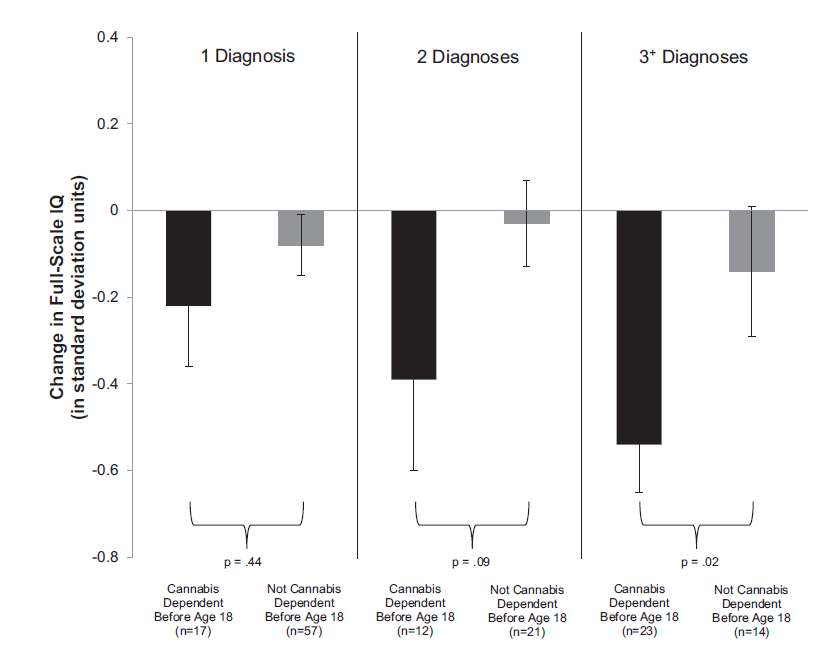 0.4
0.2
0
-0.2
-0.4
-0.6
-0.8
Change in Full-Scale IQ
(in standard deviation units)
1 Diagnosis
2 Diagnoses
3+ Diagnoses
p = .44
p = .09
p = .02
Cannabis
Dependent
Before Age 18
(n=17)
Not Cannabis
Dependent
Before Age 18
(n=57)
Cannabis
Dependent
Before Age 18
(n=12)
Not Cannabis
Dependent
Before Age 18
(n=21)
Cannabis
Dependent
Before Age 18
(n=23)
Not Cannabis
Dependent
Before Age 18
(n=14)